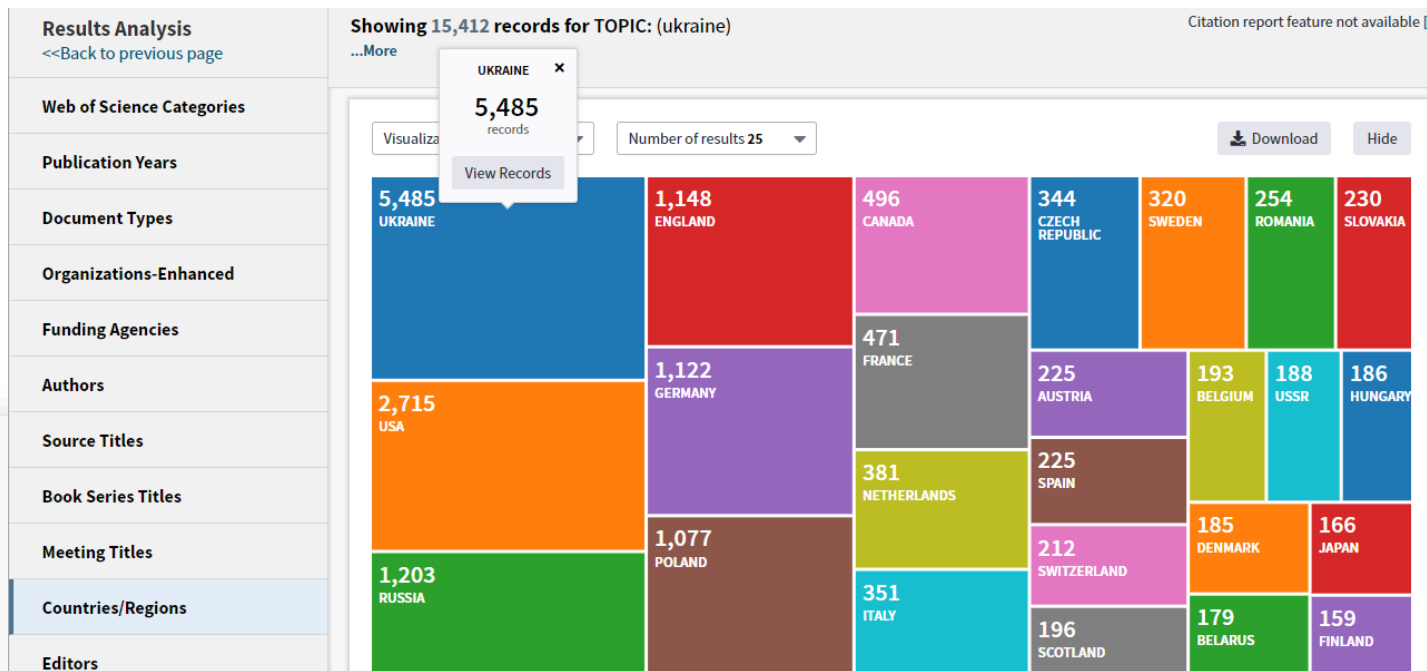 Results Analysis
<<Back to previous page
Web of Science Categories
Publication Years
Document Types
Organizations-Enhanced
Funding Agencies
Authors
Source Titles
Book Series Titles
Meeting Titles
Countries/Regions
Editors
Showing 15,412 records for TOPIC: (ukraine)
...More
Citation report feature not available [
UKRAINE ×
5,485
records
View Records
Visualiza
Number of results 25
Download
Hide
5,485
UKRAINE
2,715
USA
1,203
RUSSIA
1,148
ENGLAND
1,122
GERMANY
1,077
POLAND
496
CANADA
471
FRANCE
381
NETHERLANDS
351
ITALY
344
CZECH
REPUBLIC
320
SWEDEN
254
ROMANIA
230
SLOVAKIA
225
AUSTRIA
225
SPAIN
212
SWITZERLAND
196
SCOTLAND
193
BELGIUM
188
USSR
186
HUNGARY
185
DENMARK
166
JAPAN
179
BELARUS
159
FINLAND